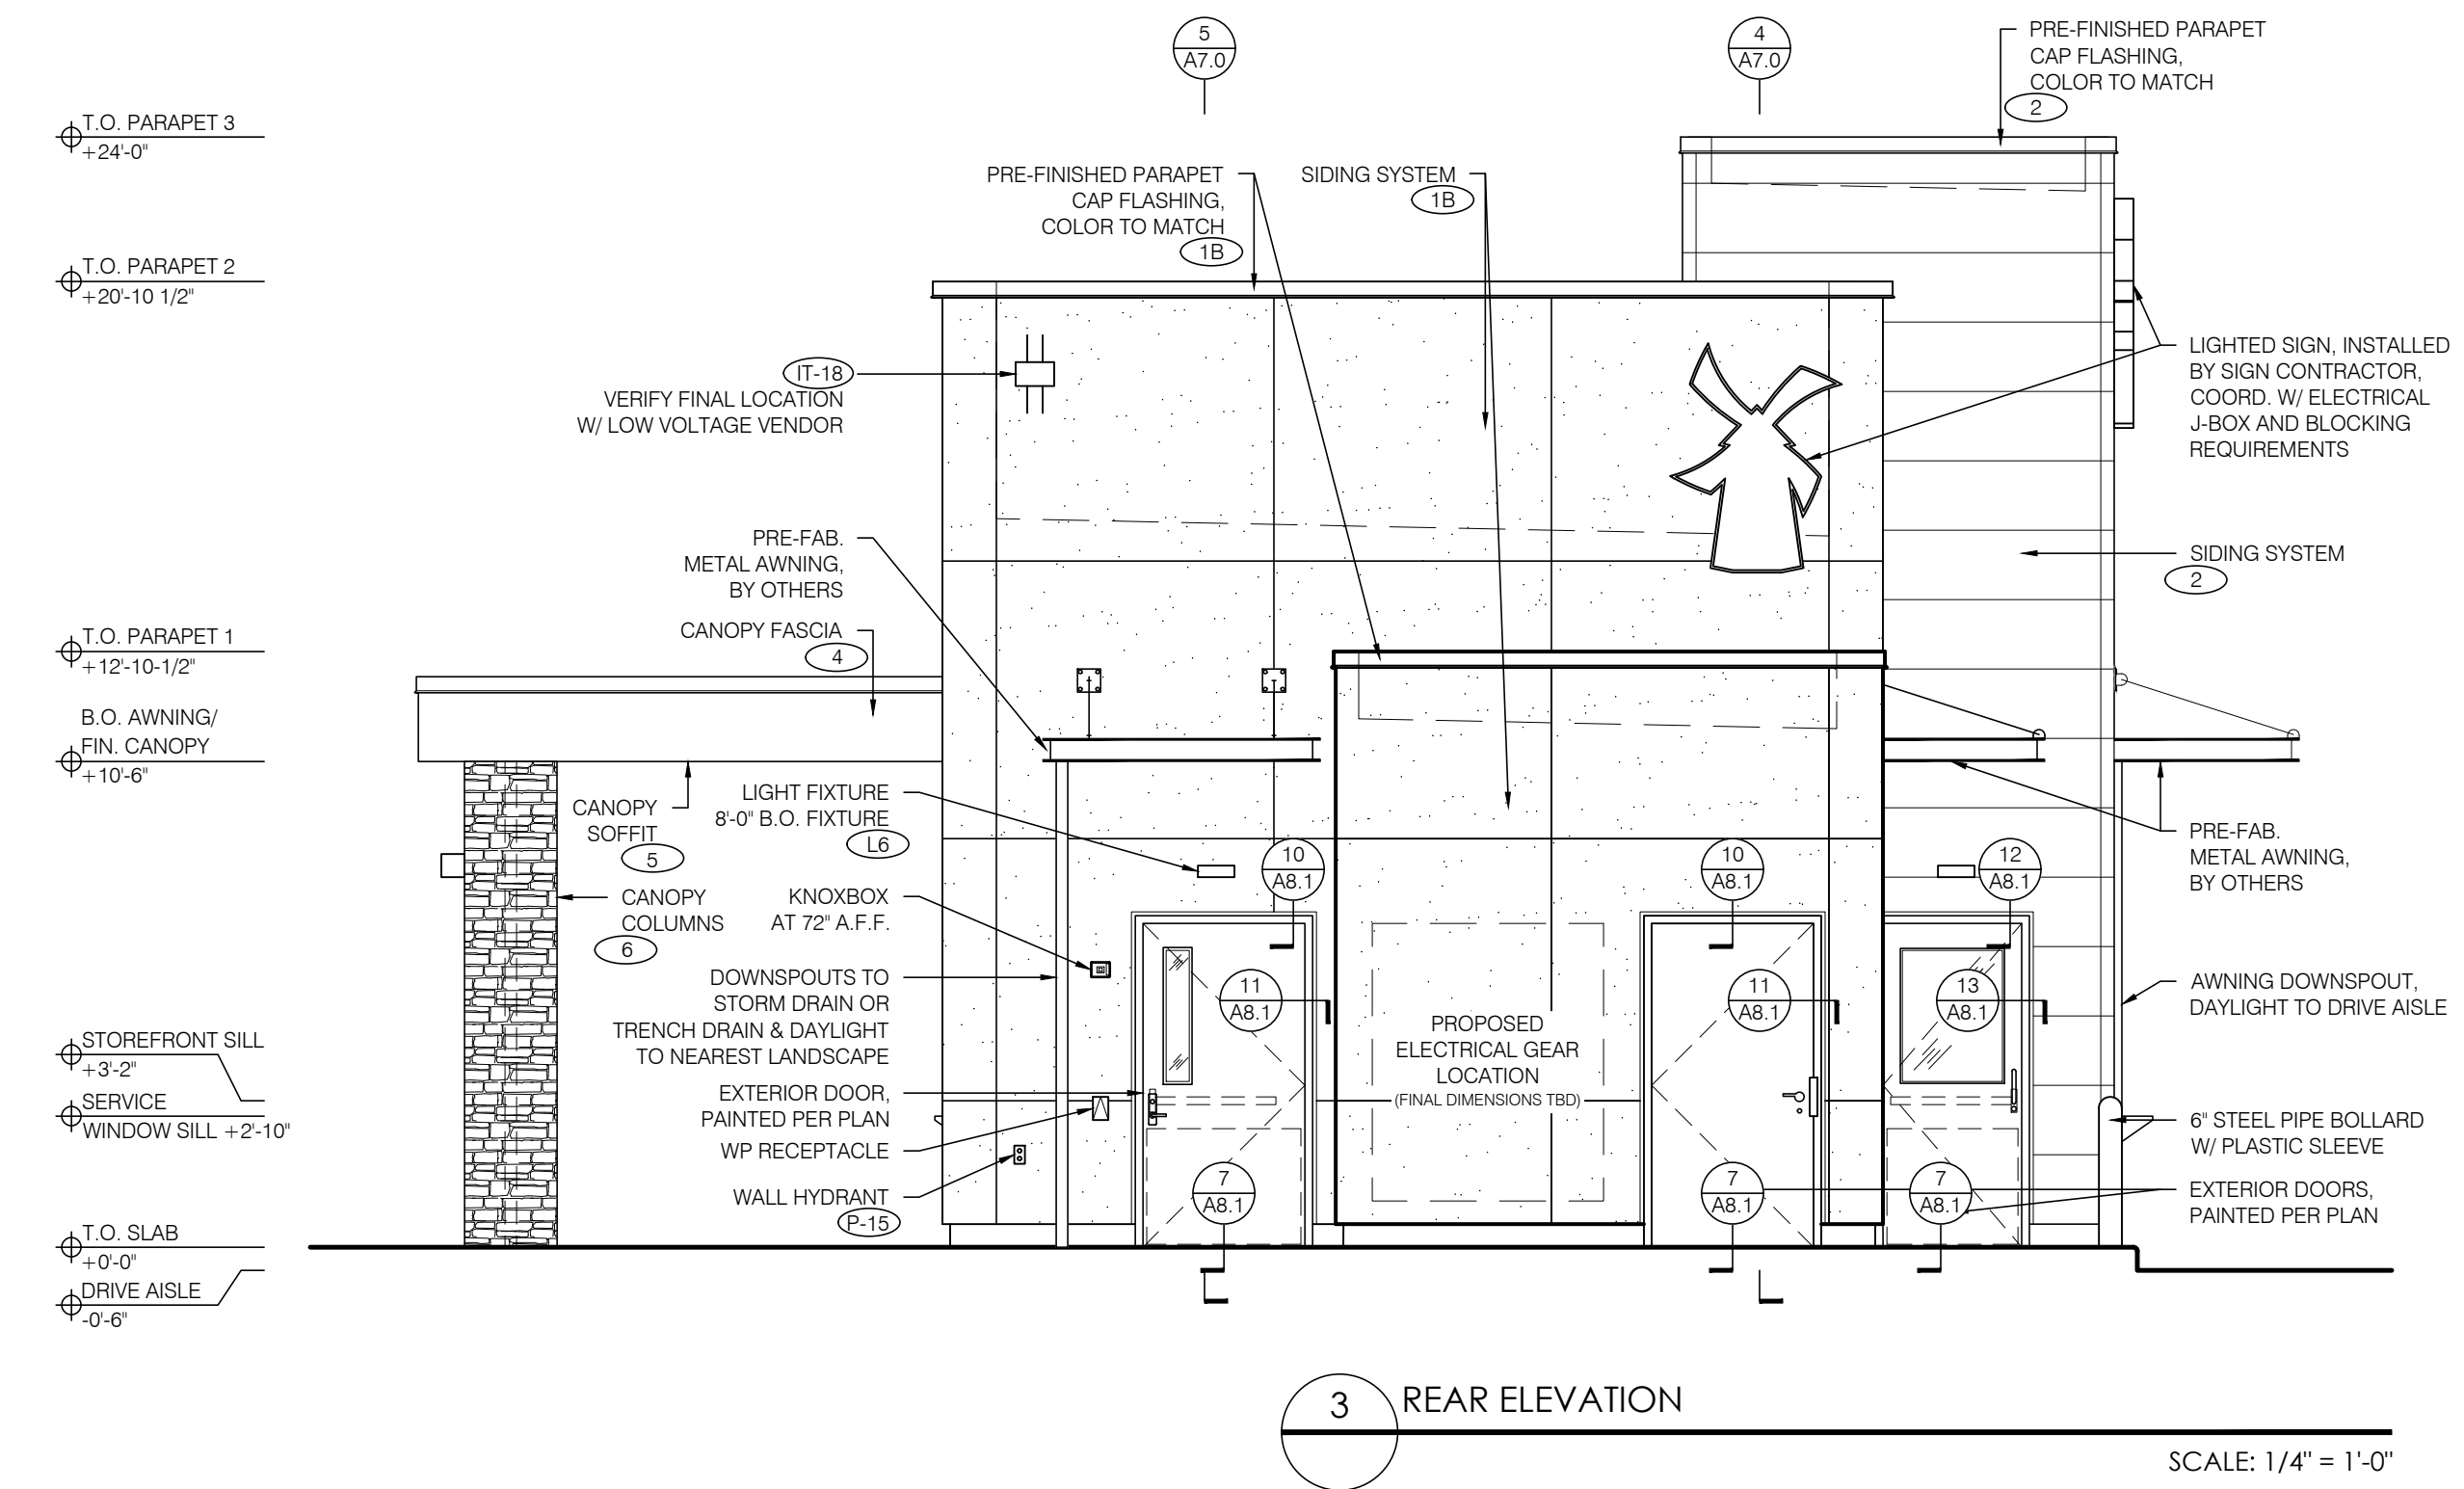 5
A7.0
4
A7.0
PRE-FINISHED PARAPET
CAP FLASHING,
COLOR TO MATCH
2
T.O. PARAPET 3
+24'-0"
PRE-FINISHED PARAPET
CAP FLASHING,
COLOR TO MATCH
1B
SIDING SYSTEM
1B
T.O. PARAPET 2
+20'-10 1/2"
IT-18
VERIFY FINAL LOCATION
W/ LOW VOLTAGE VENDOR
LIGHTED SIGN, INSTALLED
BY SIGN CONTRACTOR,
COORD. W/ ELECTRICAL
J-BOX AND BLOCKING
REQUIREMENTS
PRE-FAB.
METAL AWNING,
BY OTHERS
SIDING SYSTEM
2
CANOPY FASCIA
4
T.O. PARAPET 1
+12'-10-1/2"
B.O. AWNING/
FIN. CANOPY
+10'-6"
CANOPY
SOFFIT
5
LIGHT FIXTURE
8'-0" B.O. FIXTURE
L6
PRE-FAB.
METAL AWNING,
BY OTHERS
10
A8.1
10
A8.1
12
A8.1
CANOPY
COLUMNS
6
KNOXBOX
AT 72" A.F.F.
DOWNSPOUTS TO
STORM DRAIN OR
TRENCH DRAIN & DAYLIGHT
TO NEAREST LANDSCAPE
11
A8.1
11
A8.1
13
A8.1
AWNING DOWNSPOUT,
DAYLIGHT TO DRIVE AISLE
PROPOSED
ELECTRICAL GEAR
LOCATION
(FINAL DIMENSIONS TBD)
STOREFRONT SILL
+3'-2"
SERVICE
WINDOW SILL +2'-10"
EXTERIOR DOOR,
PAINTED PER PLAN
WP RECEPTACLE
WALL HYDRANT
P-15
6" STEEL PIPE BOLLARD
W/ PLASTIC SLEEVE
7
A8.1
7
A8.1
7
A8.1
EXTERIOR DOORS,
PAINTED PER PLAN
T.O. SLAB
+0'-0"
DRIVE AISLE
-0'-6"
3
REAR ELEVATION
SCALE: 1/4" = 1'-0"